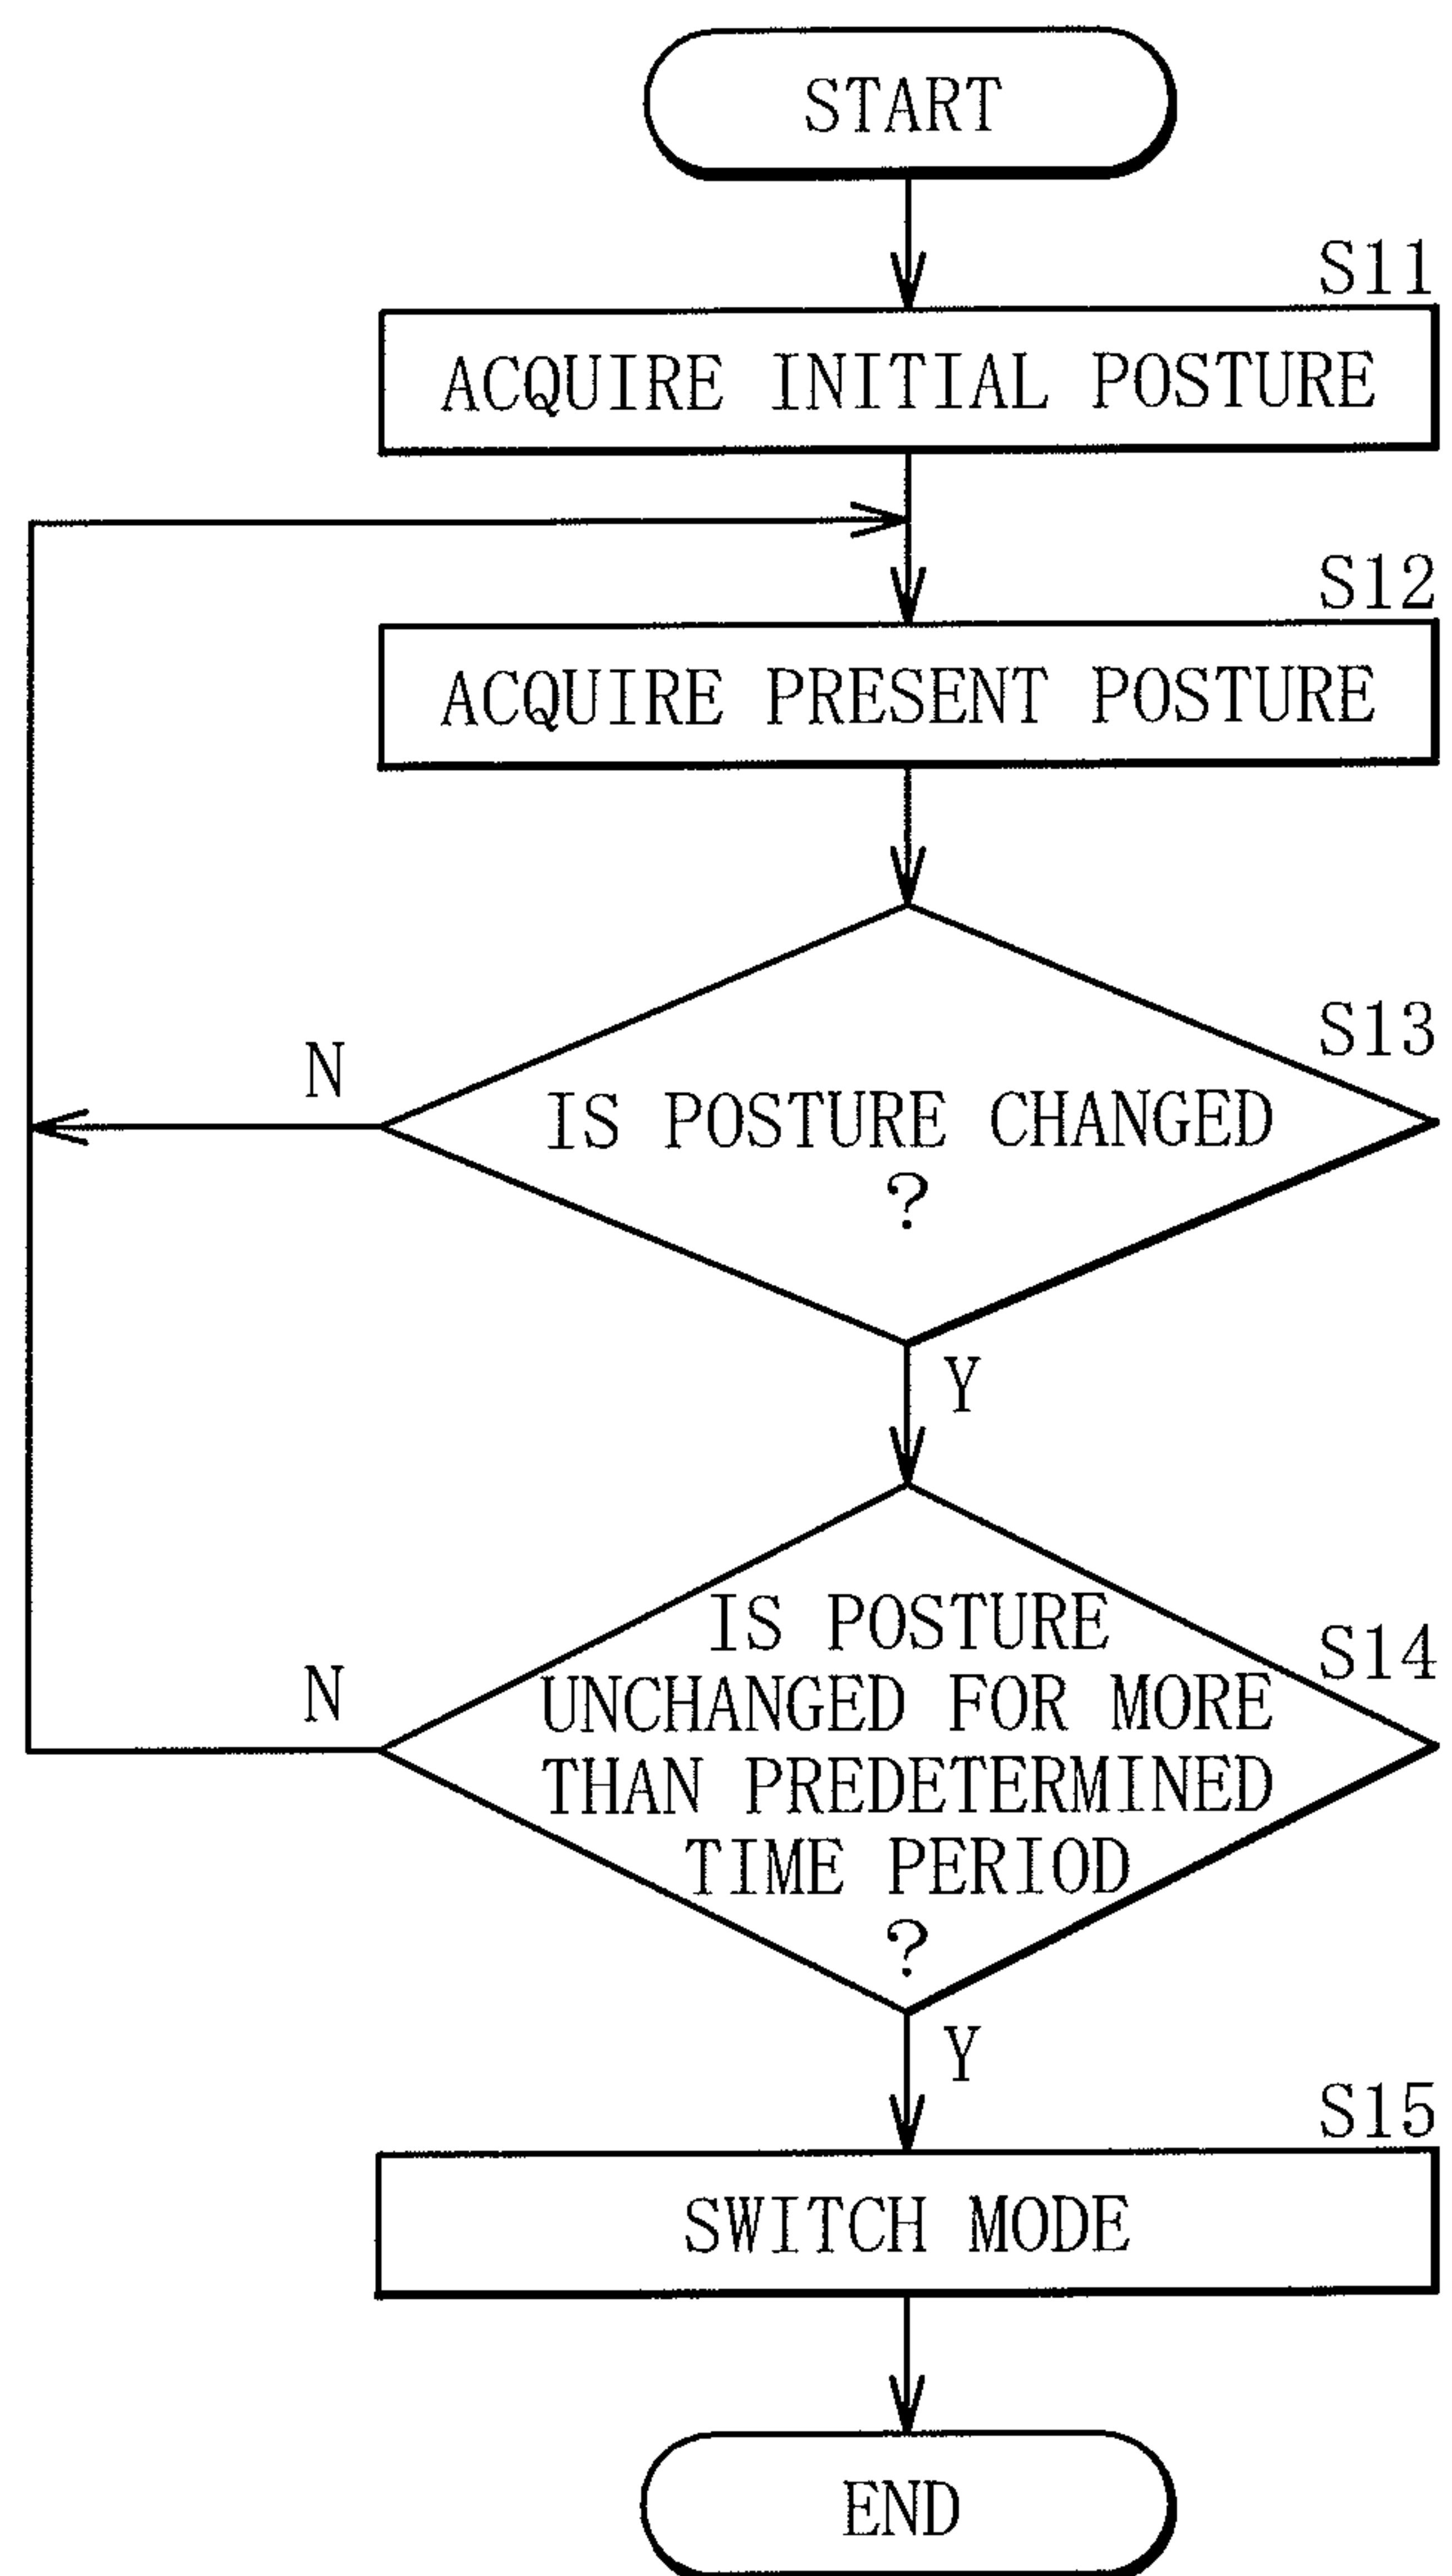 START
S11
ACQUIRE INITIAL POSTURE
S12
ACQUIRE PRESENT POSTURE
S13
N
IS POSTURE CHANGED
?
Y
S14
N
IS POSTURE
UNCHANGED FOR MORE
THAN PREDETERMINED
TIME PERIOD
?
Y
S15
SWITCH MODE
END